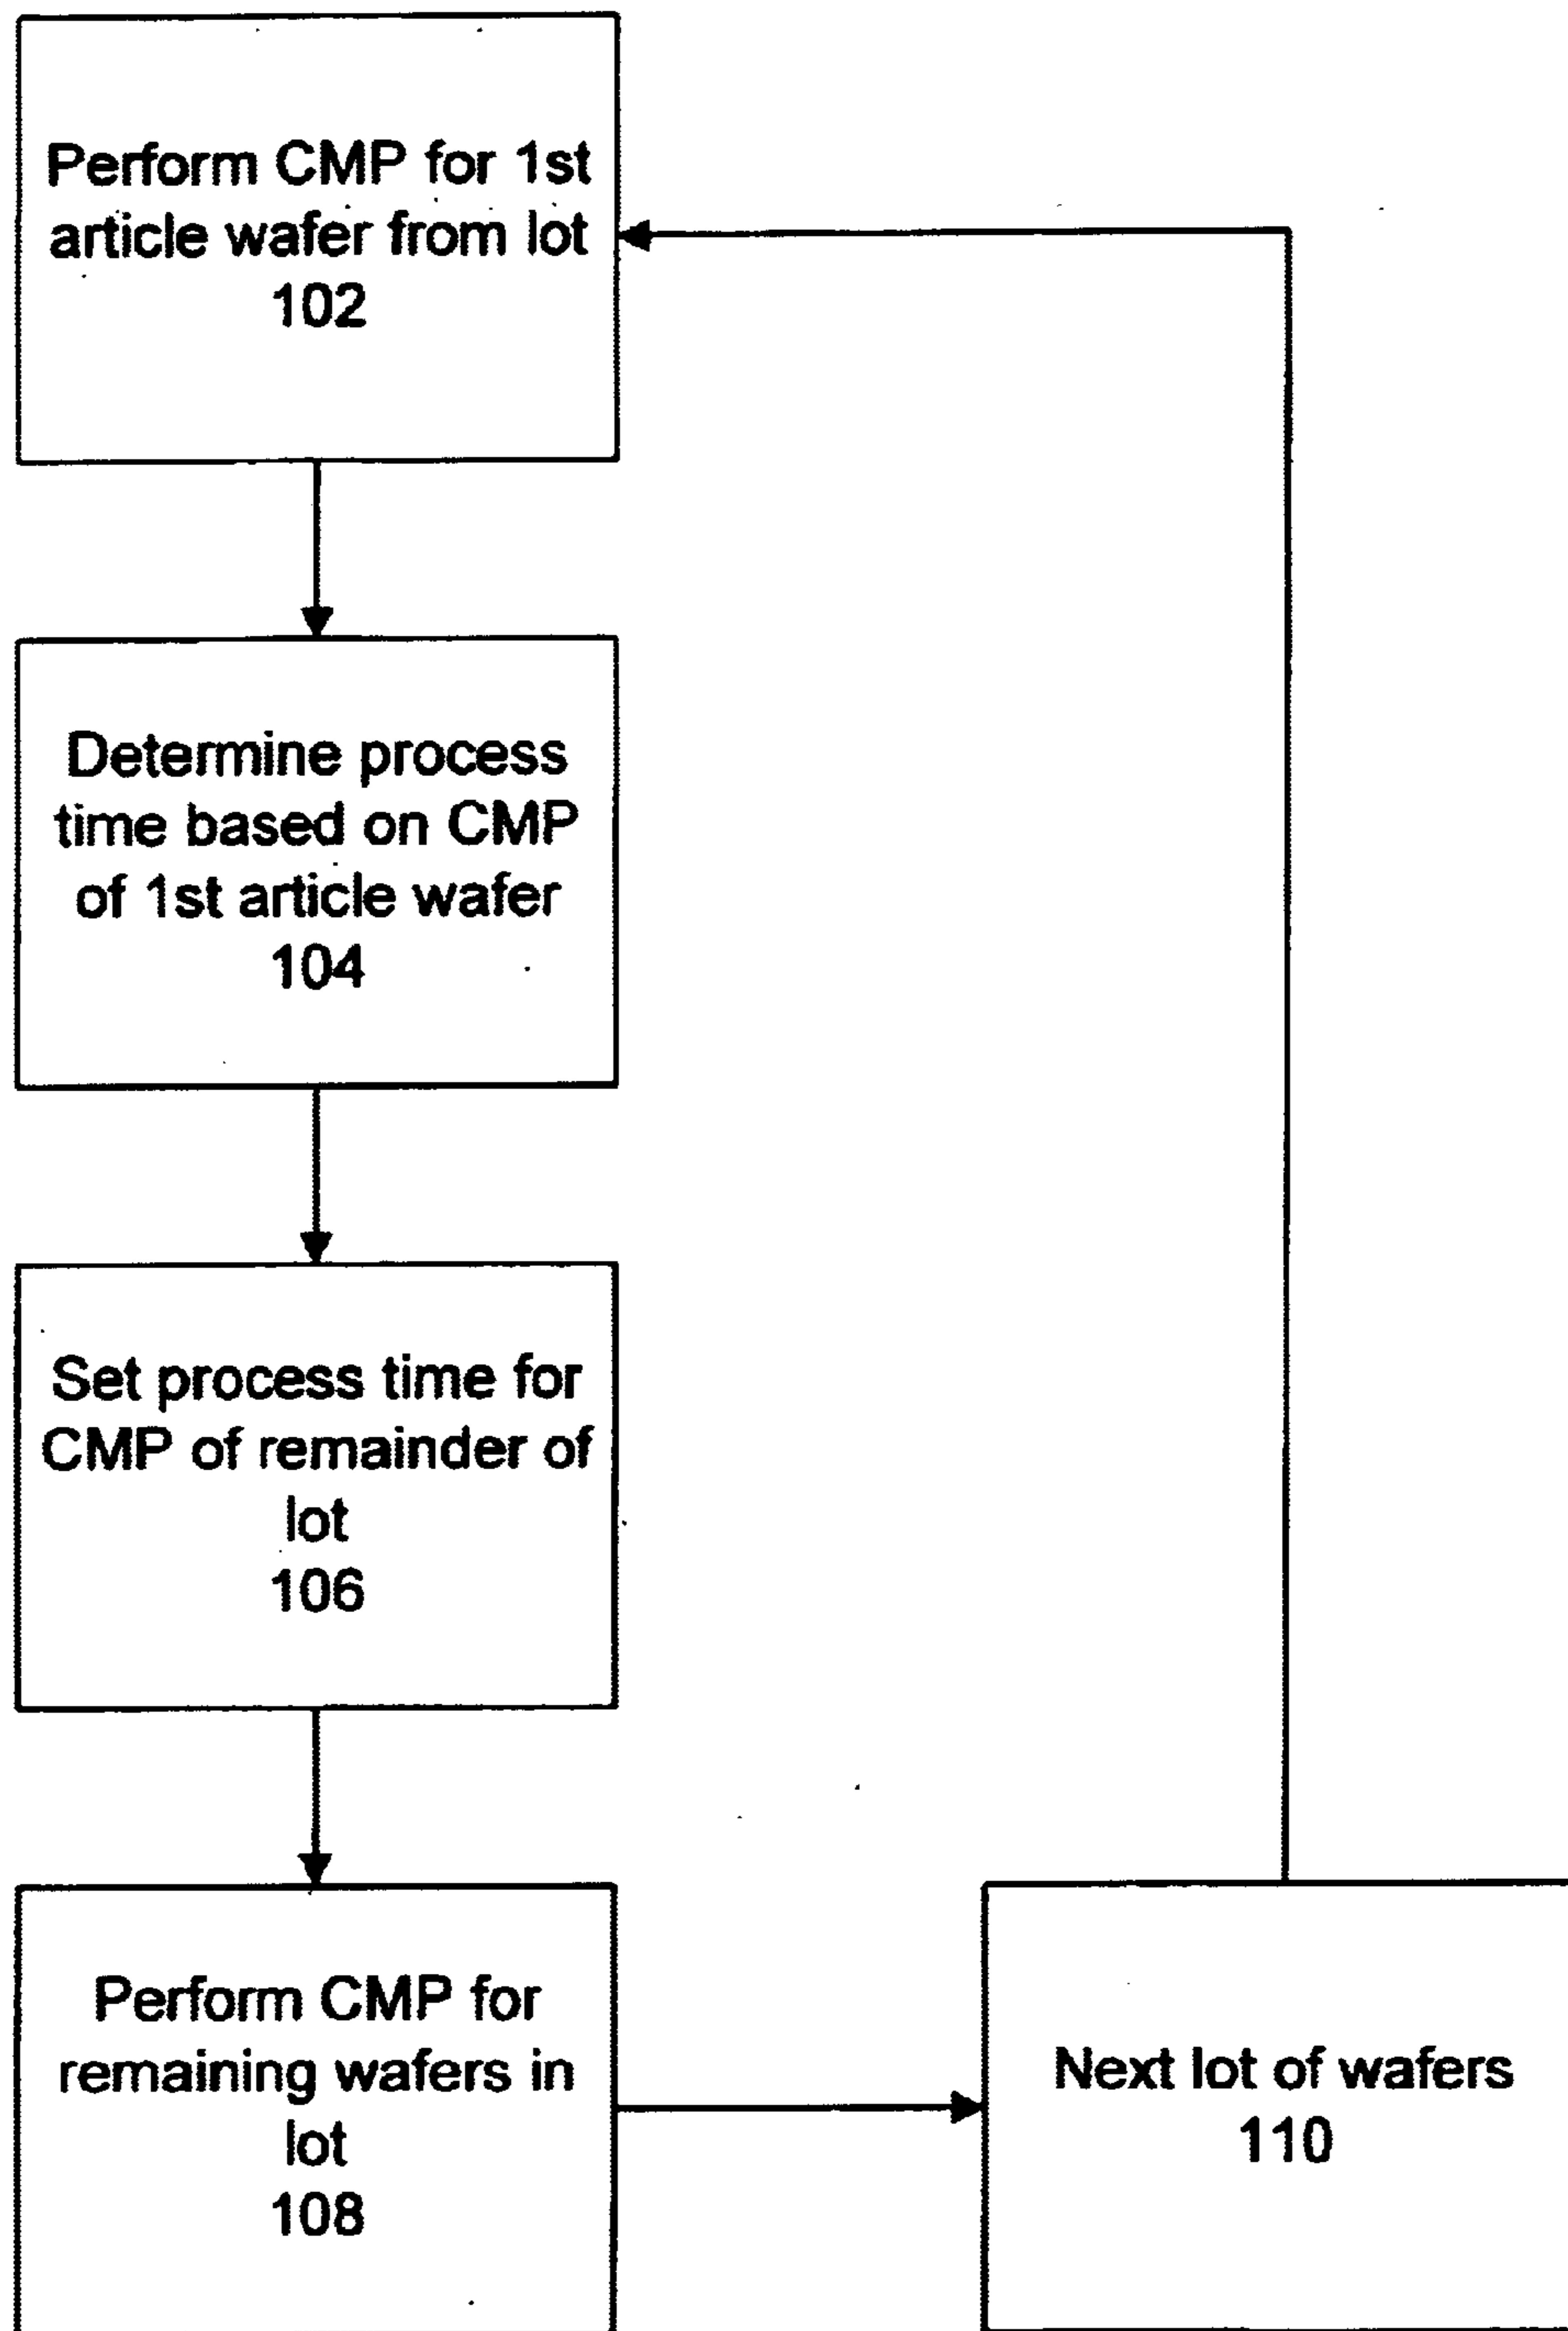 Perform CMP for 1st
article wafer from lot
102
Determine process
time based on CMP
of 1st article wafer
104
Set process time for
CMP of remainder of
lot
106
Perform CMP for
remaining wafers in
lot
108
Next lot of wafers
110